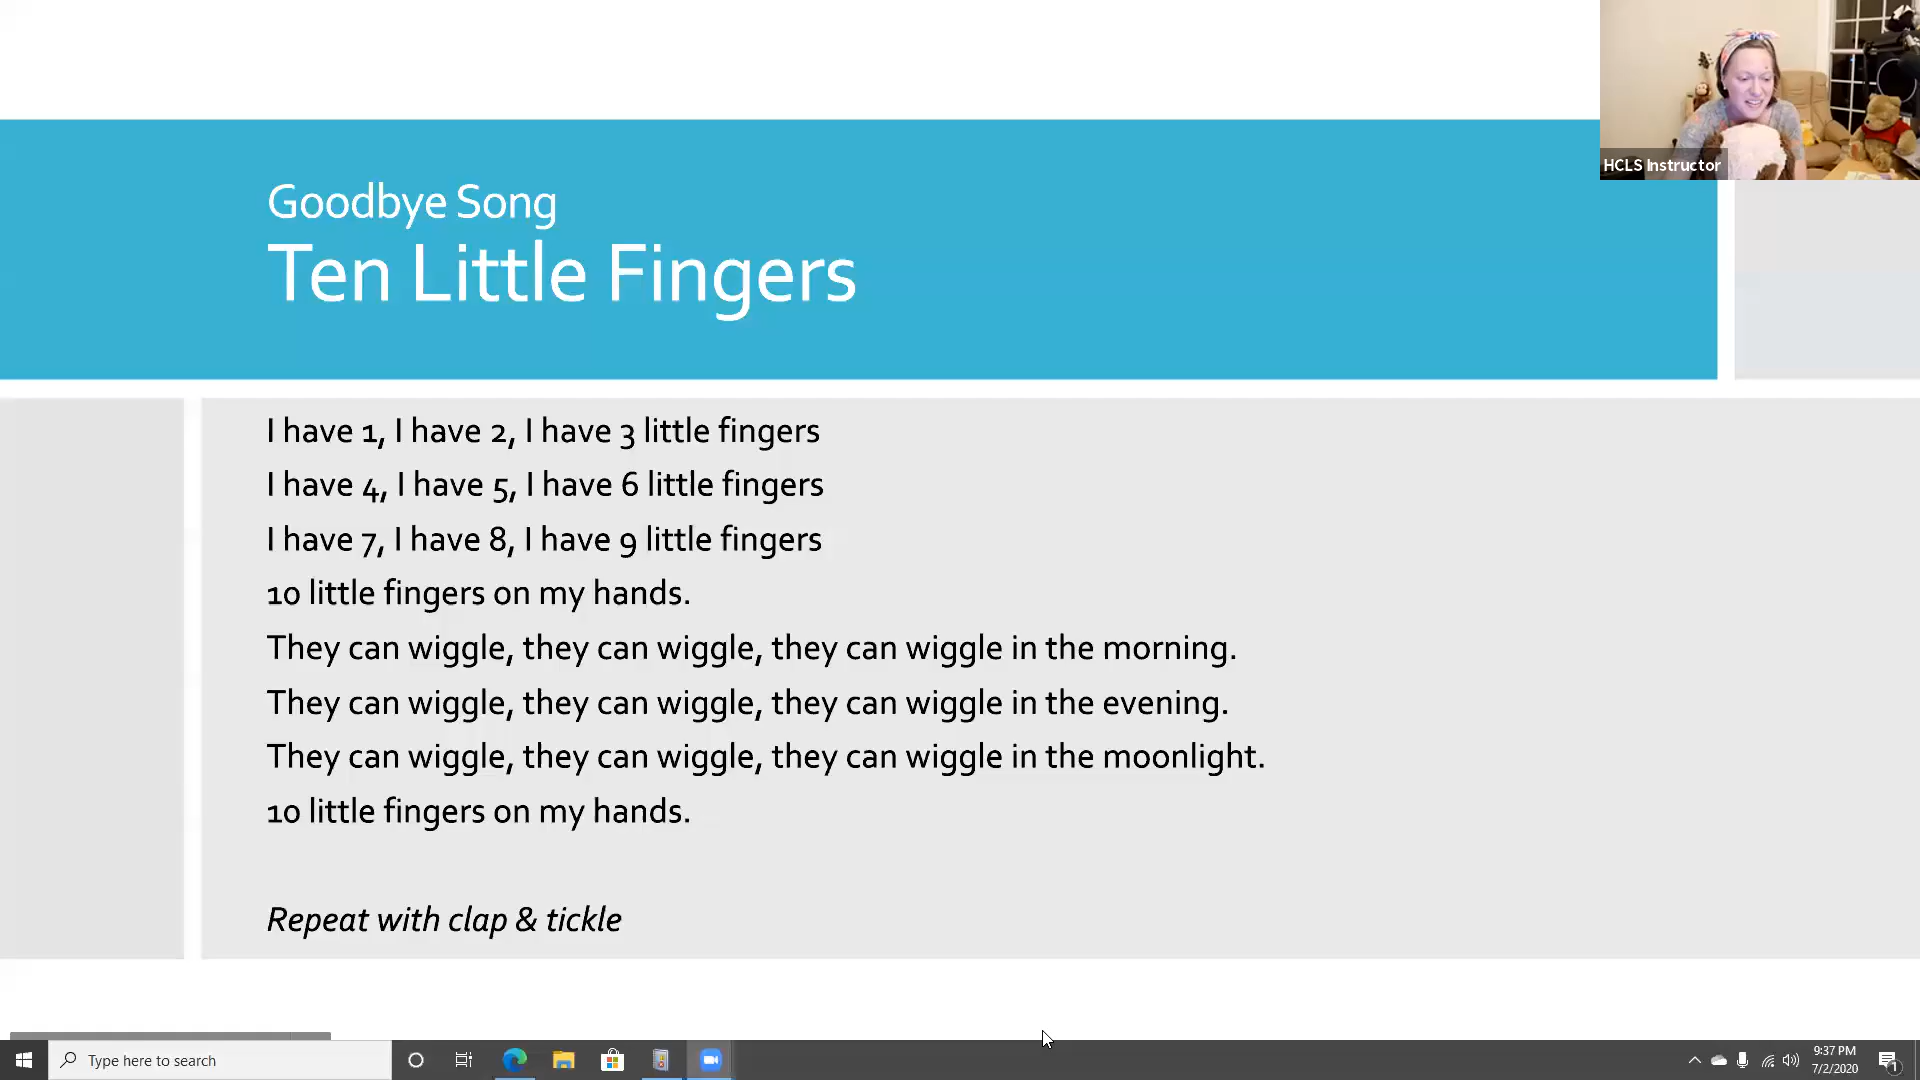 HCLS Instructor
Goodbye Song
Ten Little Fingers
I have 1, I have 2, I have 3 little fingers
I have 4, I have 5, I have 6 little fingers
I have 7, I have 8, I have 9 little fingers
10 little fingers on my hands.
They can wiggle, they can wiggle, they can wiggle in the morning.
They can wiggle, they can wiggle, they can wiggle in the evening.
They can wiggle, they can wiggle, they can wiggle in the moonlight.
10 little fingers on my hands.
Repeat with clap & tickle
Type here to search
9:37 PM
7/2/2020
1